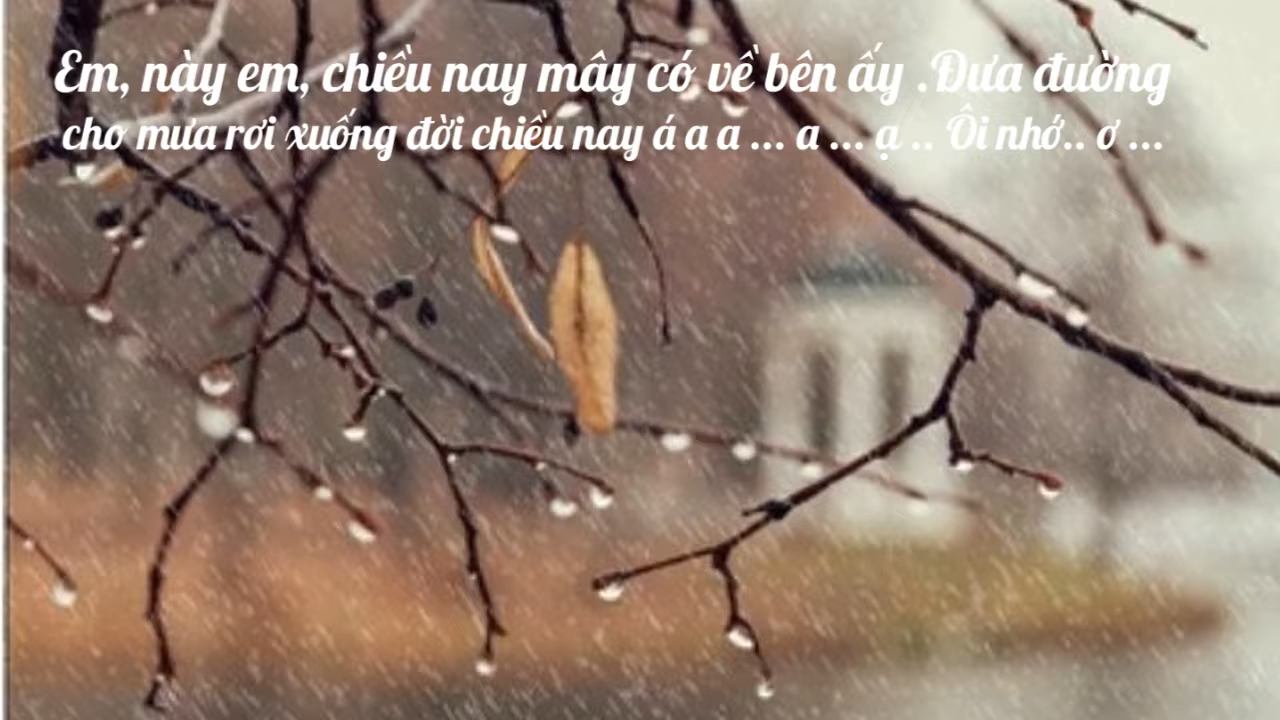 Em, này em, chiều nay mây có về bên ấy .Đưa đường
cho mưa rơi xuống đời chiều nay á a a ... a ... ạ .. Ôi nhớ.. ơ ...